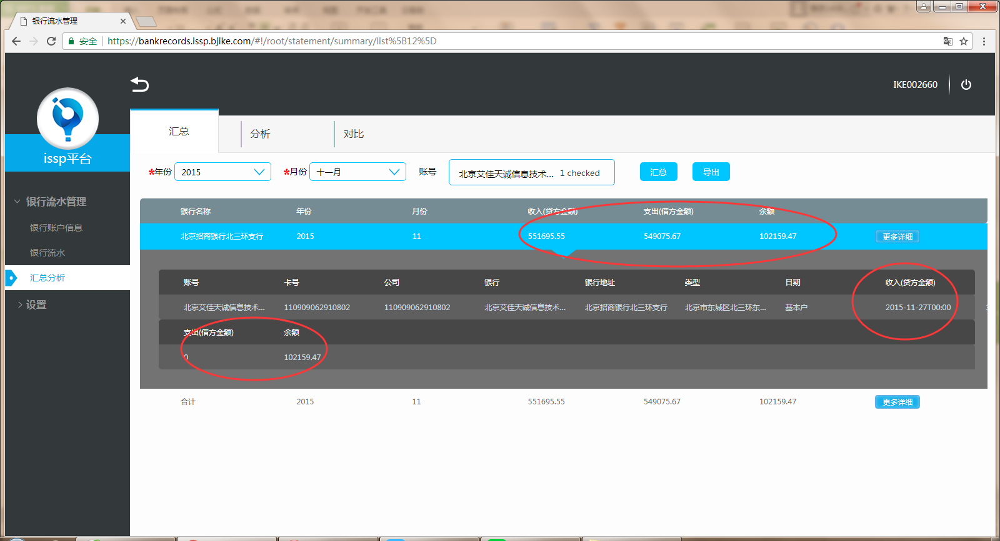 银行流水管理
安全 https://bankrecords.issp.bjike.com/#!/root/statement/summary/list%5B12%5D
IKE002660
issp平台
汇总 分析 对比
*年份 2015 *月份 十一月 账号 北京艾佳天诚信息技术... 1 checked 汇总 导出
银行流水管理
银行账户信息
银行流水
汇总分析
设置
银行名称 年份 月份 收入(贷方金额) 支出(借方金额) 余额
北京招商银行北三环支行 2015 11 551695.55 549075.67 102159.47 更多详细
账号 卡号 公司 银行 银行地址 类型 日期 收入(贷方金额)
北京艾佳天诚信息技术... 110909062910802 110909062910802 北京艾佳天诚信息技术... 北京招商银行北三环支行 北京市东城区北三环东... 基本户 2015-11-27T00:00
支出(借方金额) 余额
0 102159.47
合计 2015 11 551695.55 549075.67 102159.47 更多详细